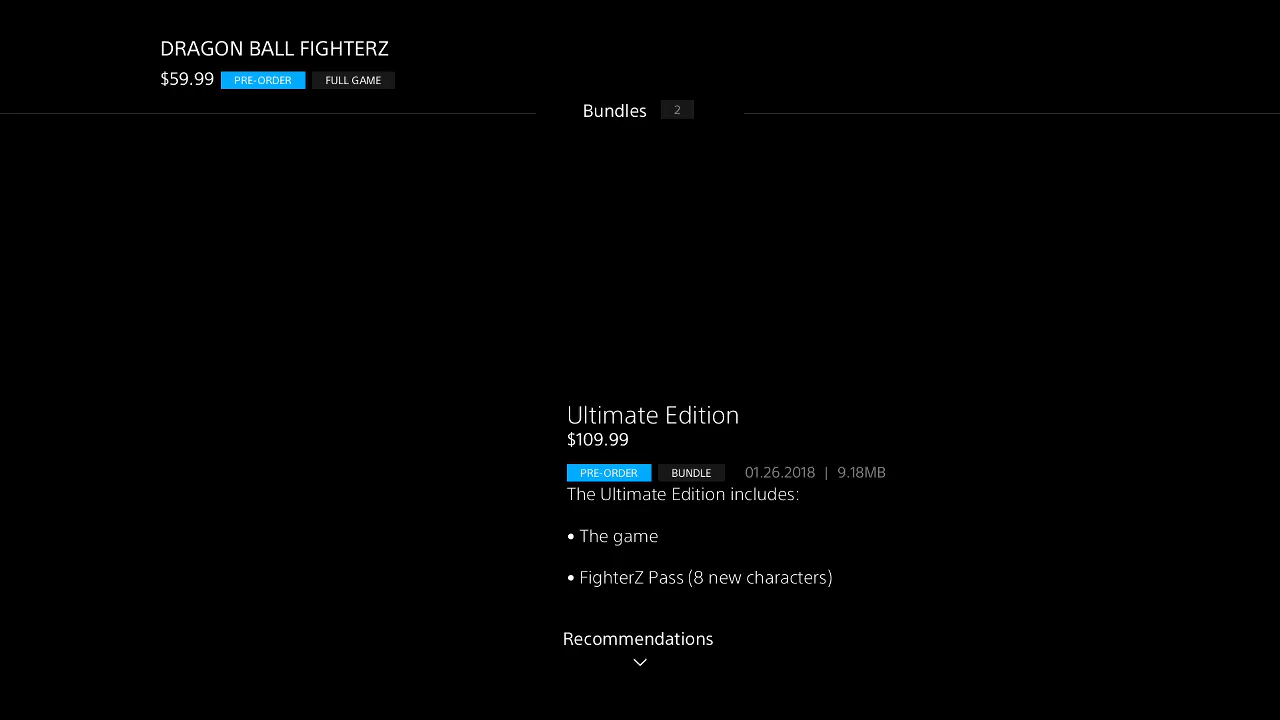 DRAGON BALL FIGHTERZ
$59.99 PRE-ORDER FULL GAME
Bundles 2
Ultimate Edition
$109.99
PRE-ORDER BUNDLE 01.26.2018 | 9.18MB
The Ultimate Edition includes:
• The game
• FighterZ Pass (8 new characters)
Recommendations